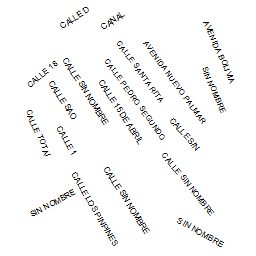 CALLE D
CANAL
AVENIDA BOLIVIA
CALLE 18
CALLE SIN NOMBRE
CALLE SANTA RITA
AVENIDA NUEVO PALMAR
SIN NOMBRE
CALLE SAO
CALLE 15 DE ABRIL
CALLE PEDRO SEGUNDO
CALLE TOTAI
CALLE 1
CALLE S/N
SIN NOMBRE
CALLE LOS PINPINES
CALLE SIN NOMBRE
CALLE SIN NOMBRE
SIN NOMBRE